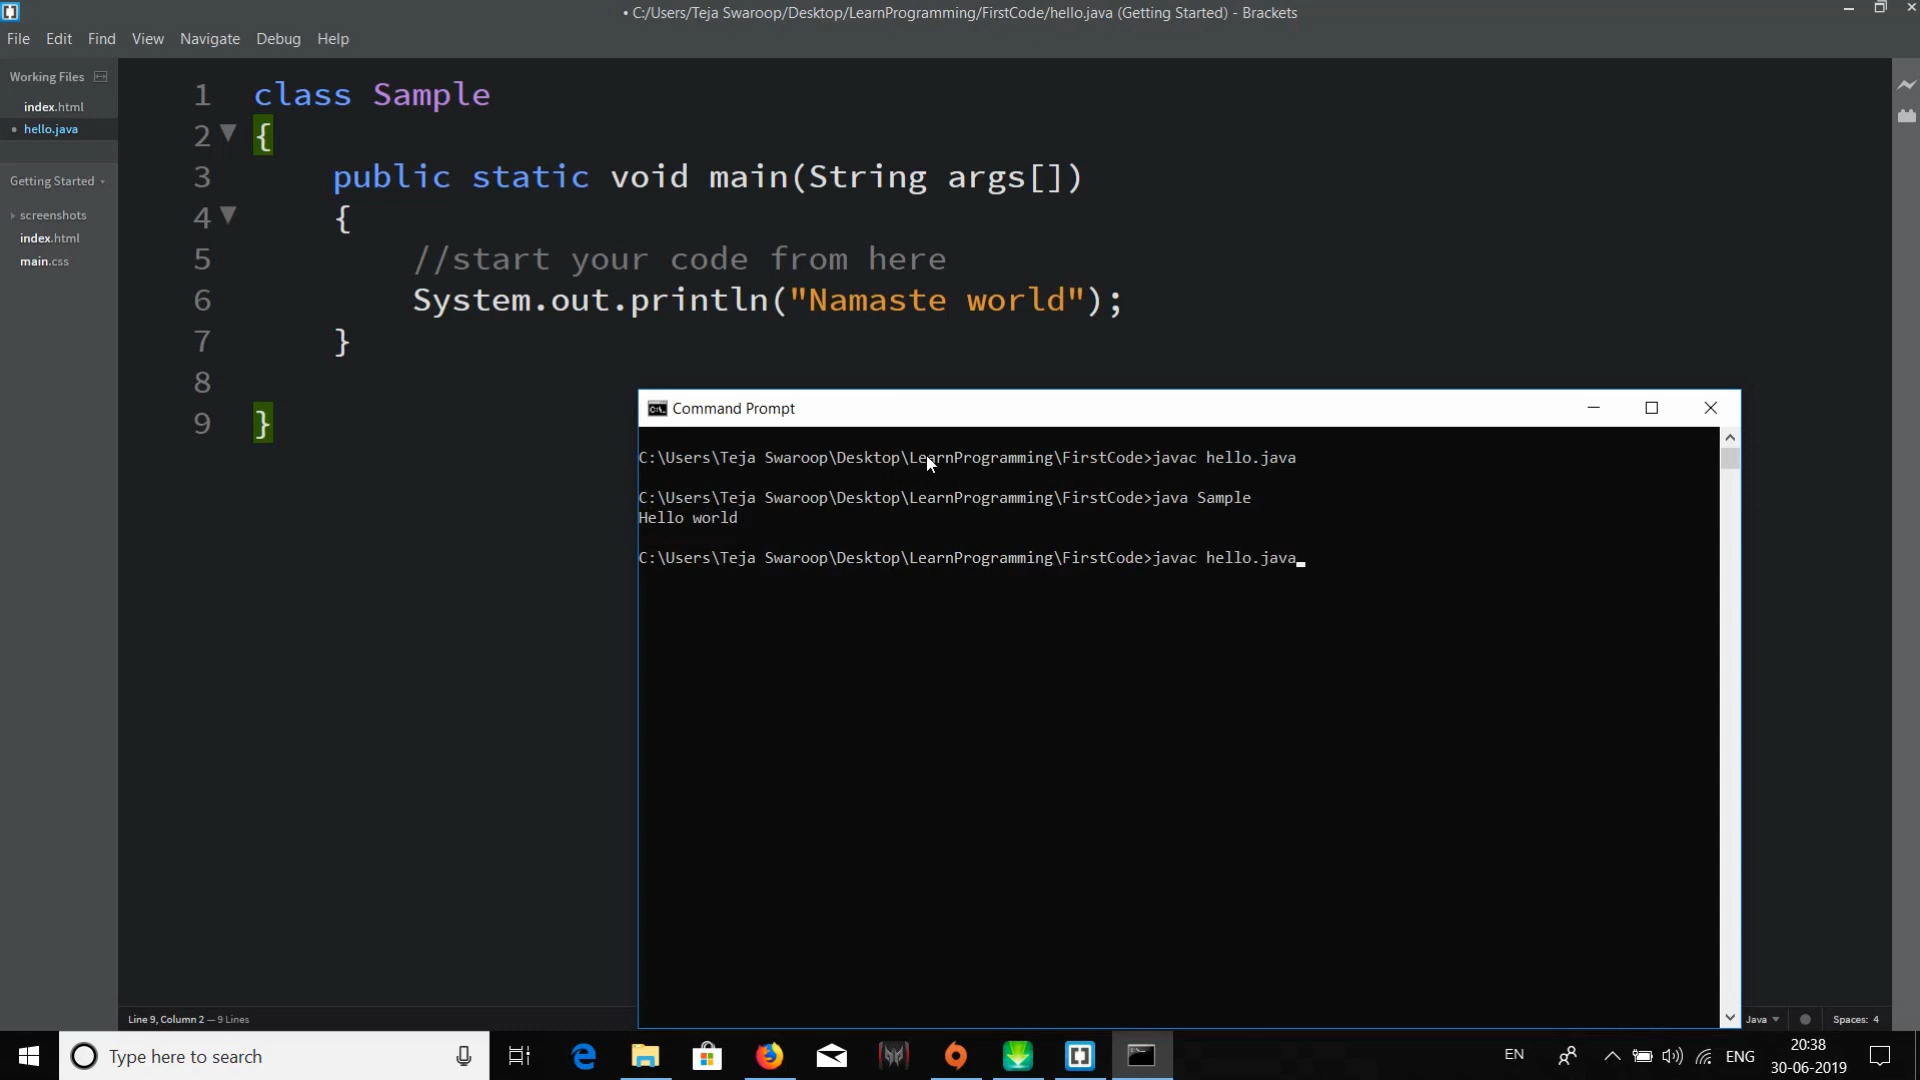 • C:/Users/Teja Swaroop/Desktop/LearnProgramming/FirstCode/hello.java (Getting Started) - Brackets
File Edit Find View Navigate Debug Help
Working Files
index.html
• hello.java
Getting Started
screenshots
index.html
main.css
1 class Sample
2 {
3 public static void main(String args[])
4 {
5 //start your code from here
6 System.out.println("Namaste world");
7 }
8
9 }
Command Prompt
C:\Users\Teja Swaroop\Desktop\LearnProgramming\FirstCode>javac hello.java
C:\Users\Teja Swaroop\Desktop\LearnProgramming\FirstCode>java Sample
Hello world
C:\Users\Teja Swaroop\Desktop\LearnProgramming\FirstCode>javac hello.java_
Line 9, Column 2 — 9 Lines
Java Spaces: 4
Type here to search
EN
ENG
20:38
30-06-2019